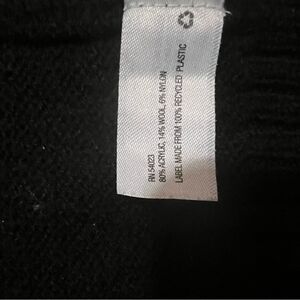 RN 54023
80% ACRYLIC, 14% WOOL, 6% NYLON
LABEL MADE FROM 100% RECYCLED PLASTIC